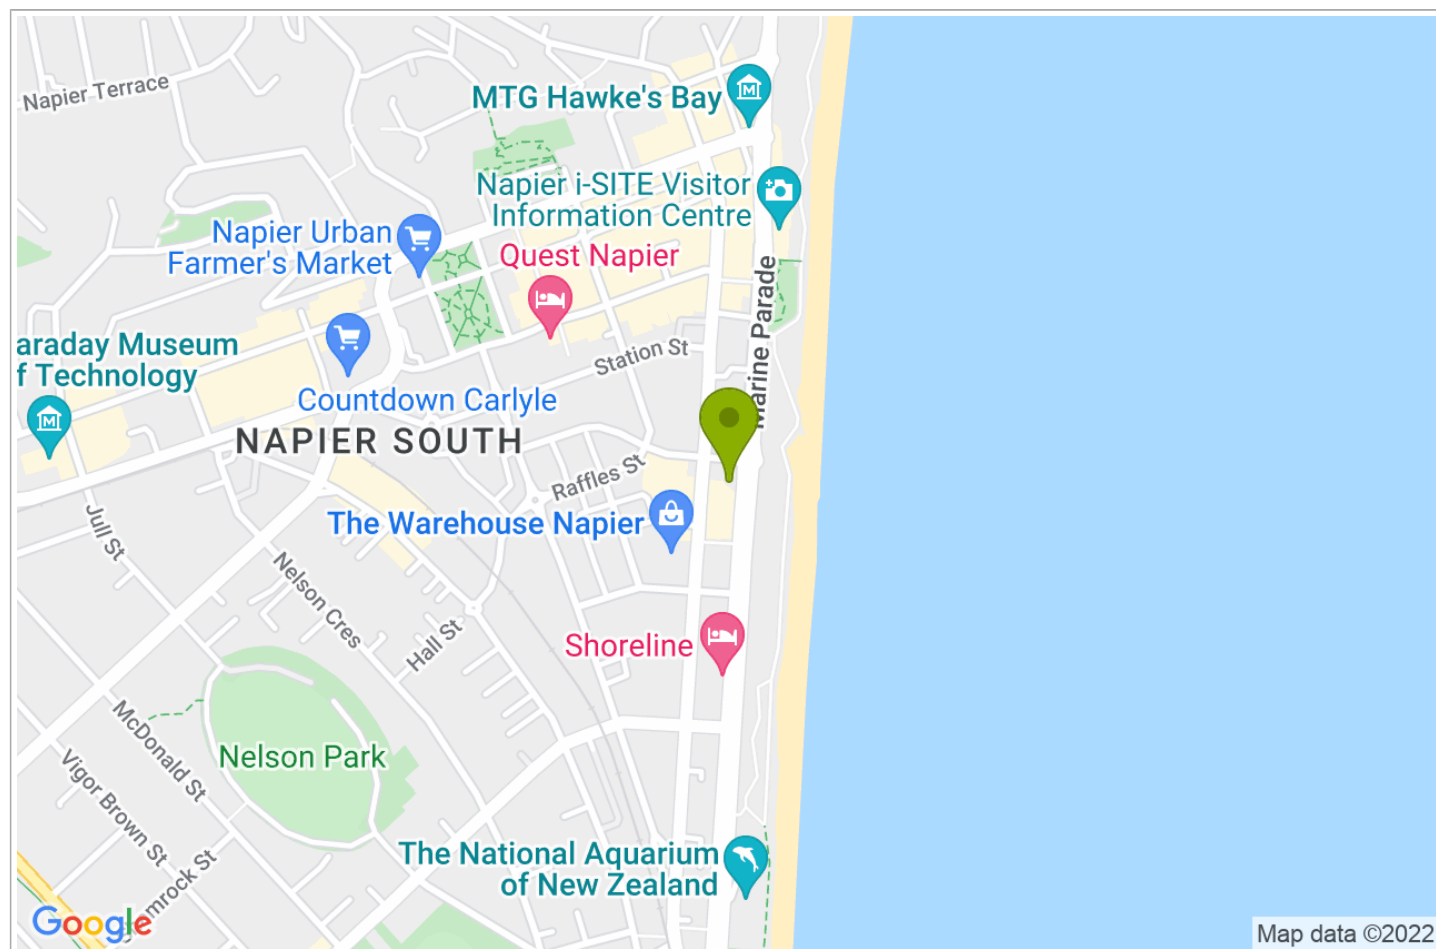 Napier Terrace
MTG Hawke's Bay
Napier i-SITE Visitor
Information Centre
Napier Urban
Farmer's Market
Quest Napier
Marine Parade
araday Museum
f Technology
Station St
Countdown Carlyle
NAPIER SOUTH
Raffles St
The Warehouse Napier
Jull St
Nelson Cres
Hall St
Shoreline
McDonald St
Nelson Park
Vigor Brown St
The National Aquarium
of New Zealand
mrock St
Google
Map data ©2022